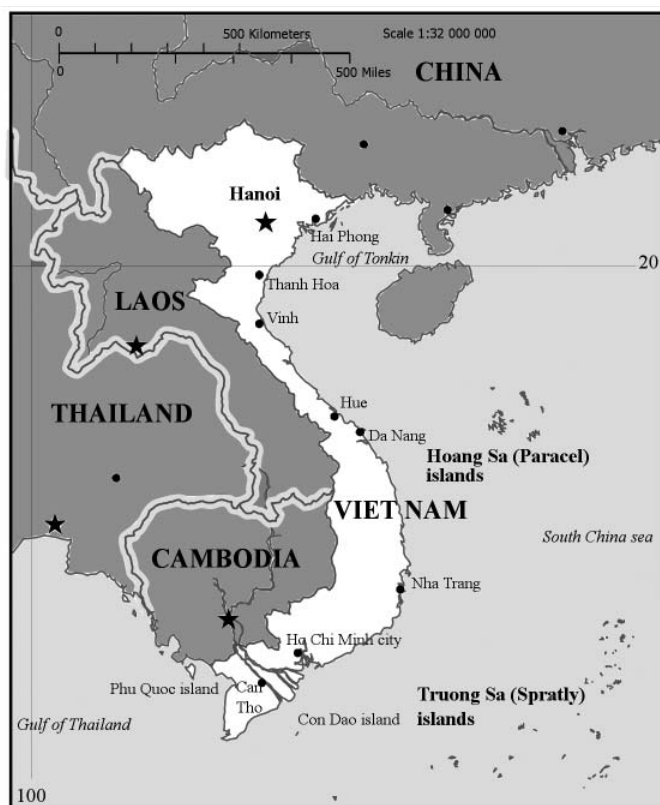 0 500 Kilometers Scale 1:32 000 000
0 500 Miles
CHINA
Hanoi
Hai Phong
Gulf of Tonkin
20
Thanh Hoa
LAOS
Vinh
THAILAND
Hue
Da Nang
Hoang Sa (Paracel)
islands
VIET NAM
South China sea
CAMBODIA
Nha Trang
Ho Chi Minh city
Phu Quoc island
Can
Tho
Truong Sa (Spratly)
islands
Con Dao island
Gulf of Thailand
100